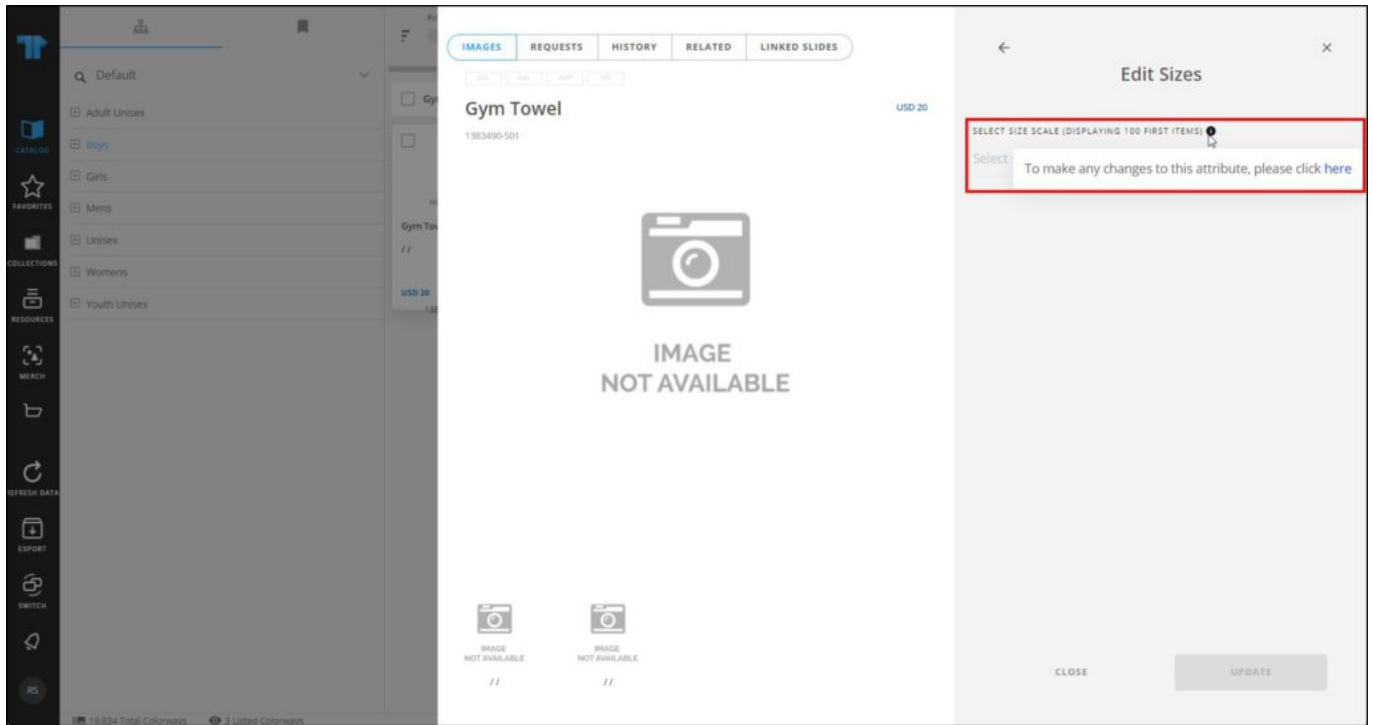 CATALOG
FAVORITES
COLLECTIONS
RESOURCES
MERCH
REFRESH DATA
EXPORT
SWITCH
RS
Default
Adult Unisex
Boys
Girls
Mens
Unisex
Womens
Youth Unisex
19,834 Total Colorways 3 Listed Colorways
Gy
Gym Tow
//
USD 20
138
IMAGES REQUESTS HISTORY RELATED LINKED SLIDES
Gym Towel
USD 20
1383490-501
IMAGE
NOT AVAILABLE
IMAGE
NOT AVAILABLE
//
IMAGE
NOT AVAILABLE
//
Edit Sizes
SELECT SIZE SCALE (DISPLAYING 100 FIRST ITEMS)
Select
To make any changes to this attribute, please click here
CLOSE UPDATE